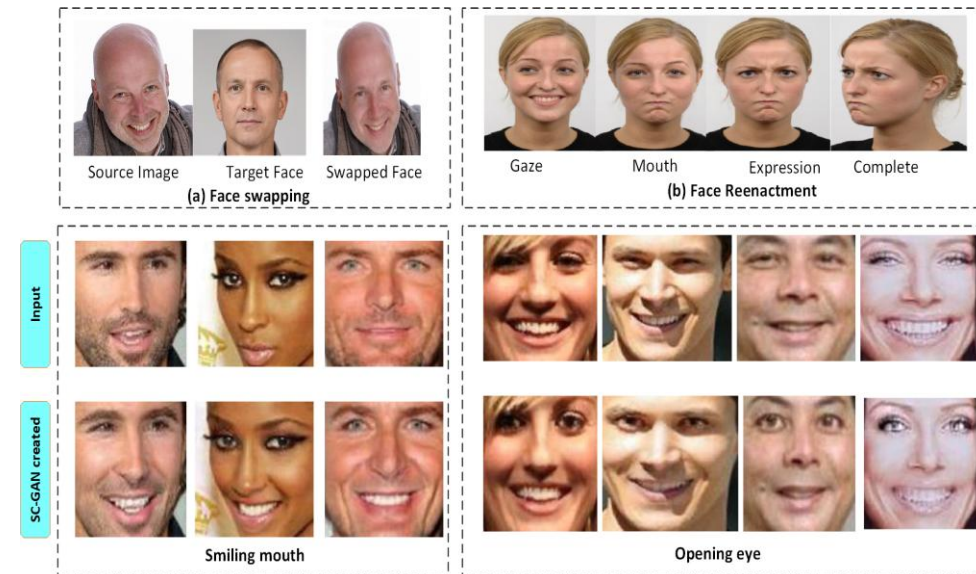 Source Image
Target Face
Swapped Face
(a) Face swapping
Gaze
Mouth
Expression
Complete
(b) Face Reenactment
Input
SC-GAN created
Smiling mouth
Opening eye